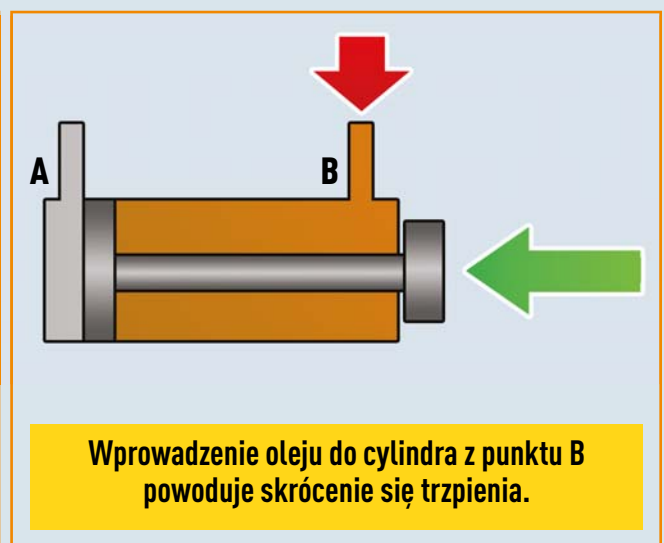 A
B
Wprowadzenie oleju do cylindra z punktu B
powoduje skrócenie się trzpienia.